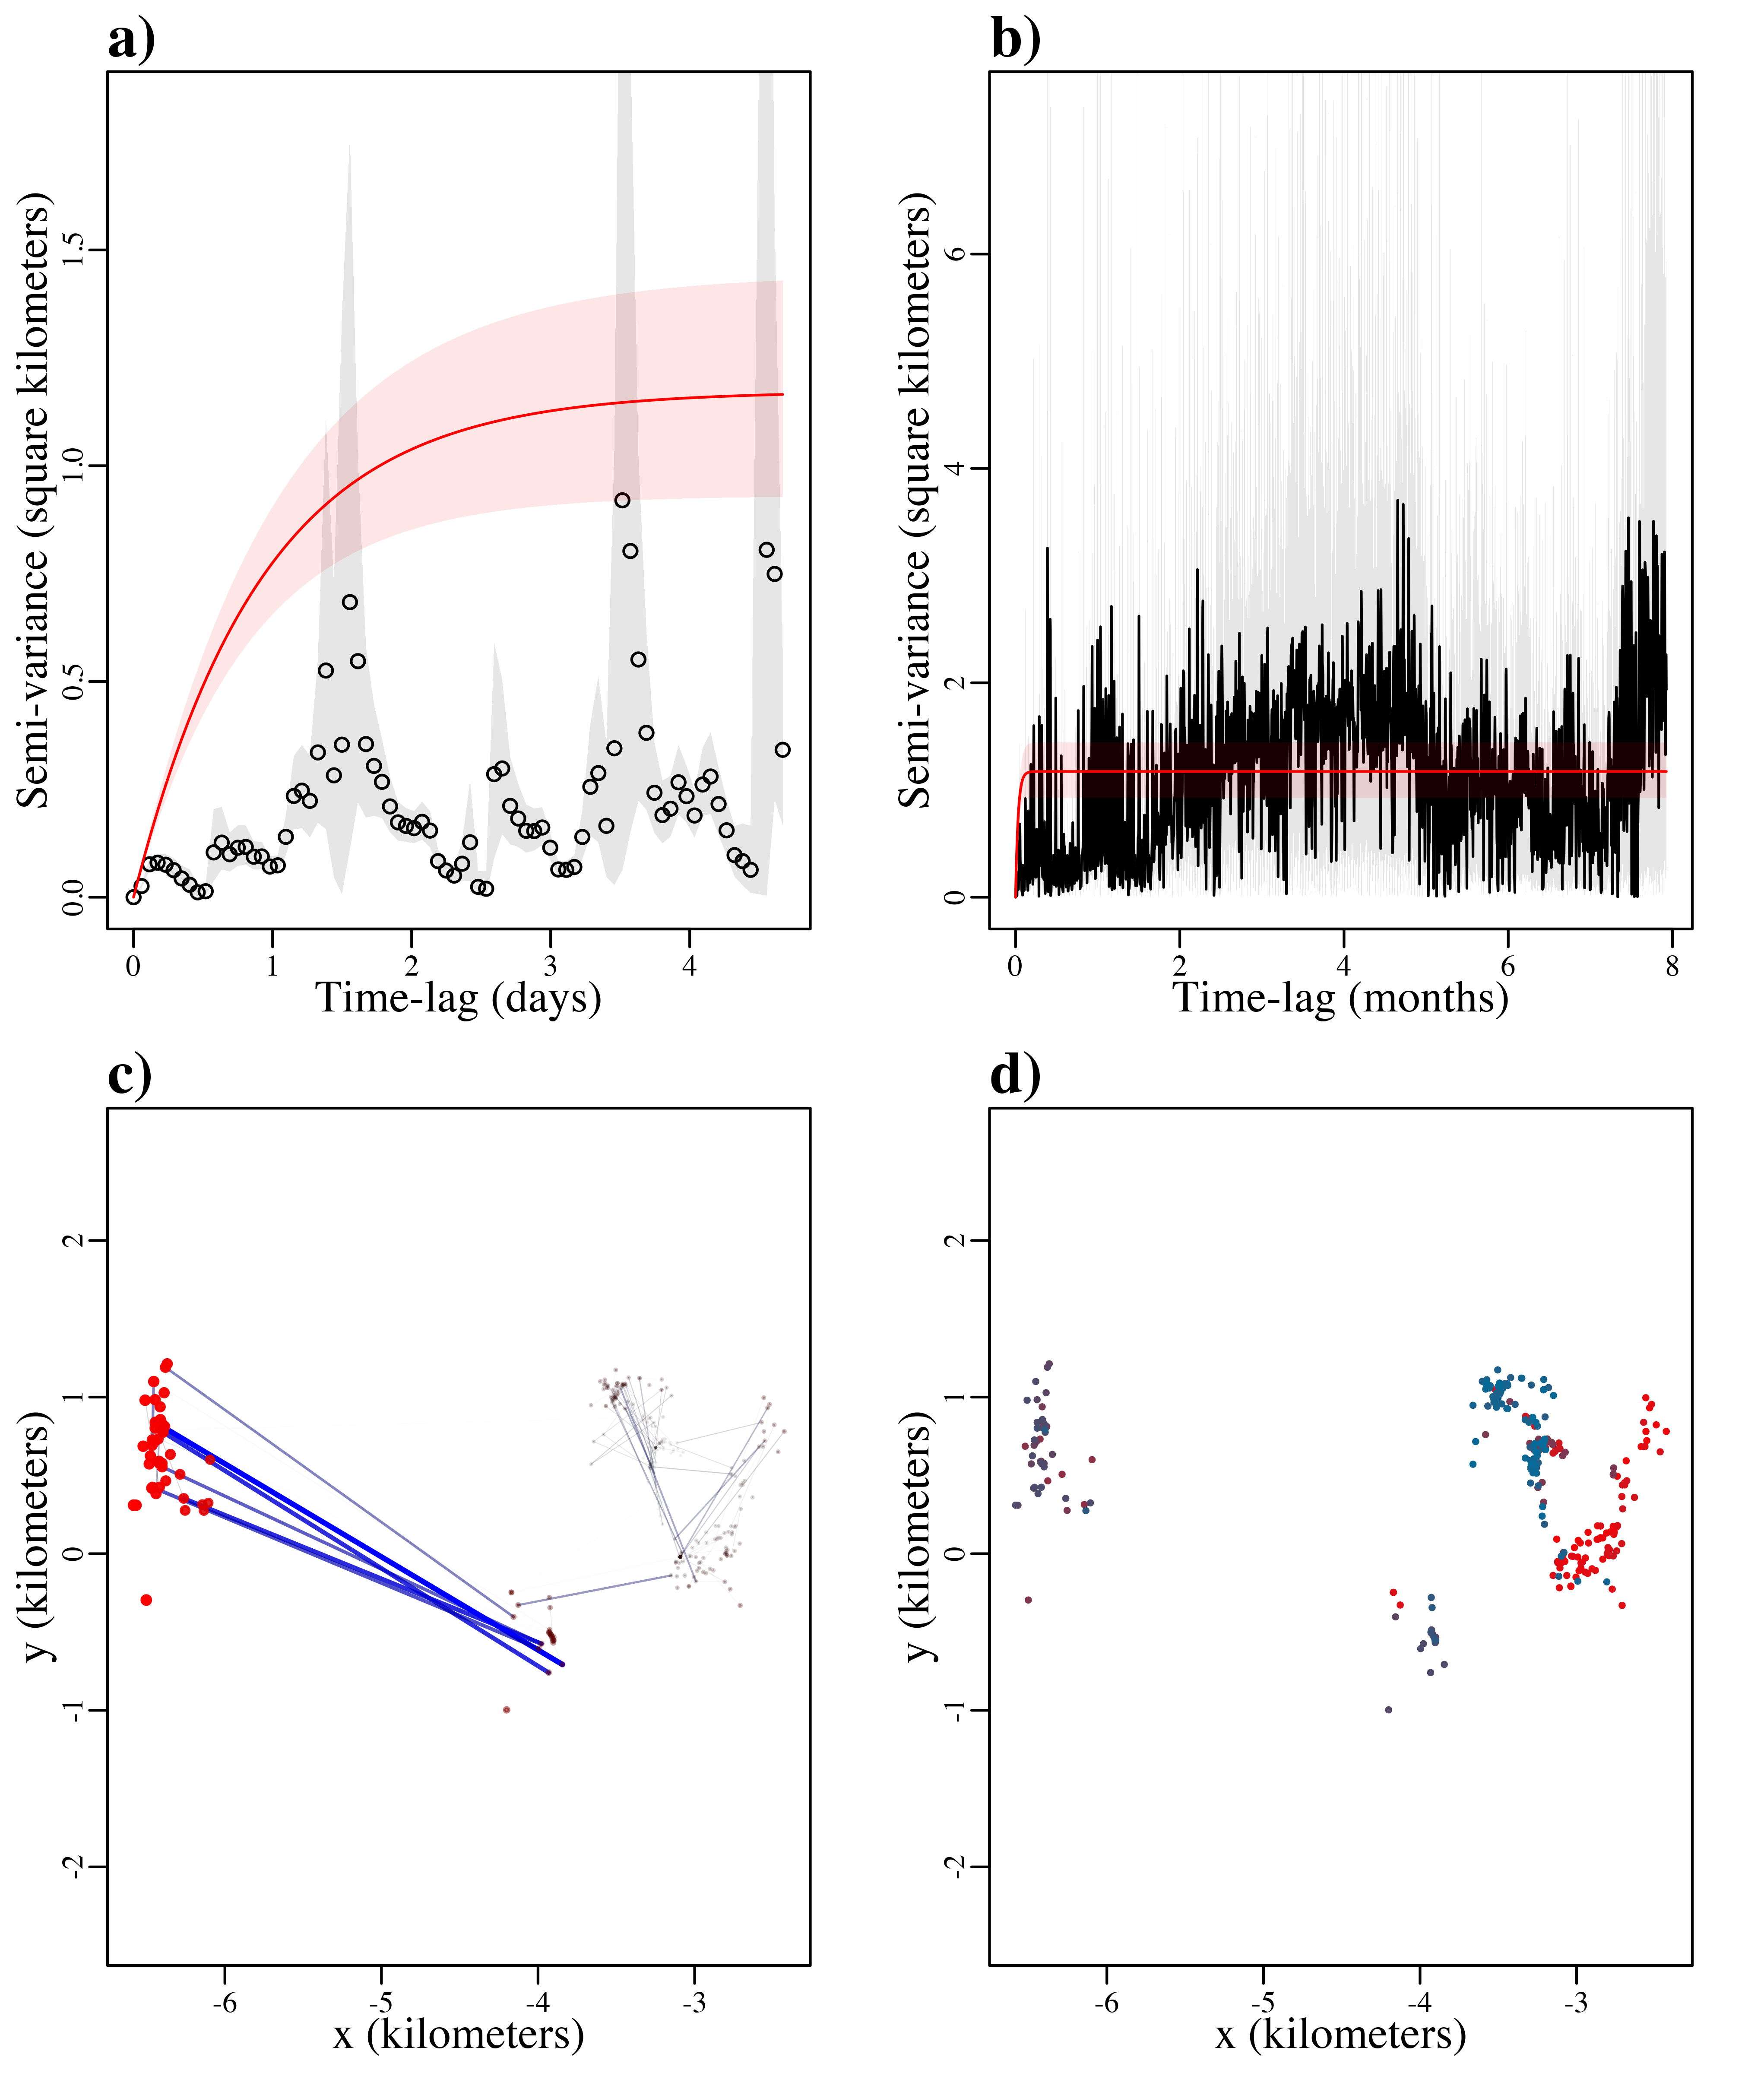 a)
Semi-variance (square kilometers)
0.0 0.5 1.0 1.5
0 1 2 3 4
Time-lag (days)
b)
Semi-variance (square kilometers)
0 2 4 6
0 2 4 6 8
Time-lag (months)
c)
y (kilometers)
-2 -1 0 1 2
-6 -5 -4 -3
x (kilometers)
d)
y (kilometers)
-2 -1 0 1 2
-6 -5 -4 -3
x (kilometers)